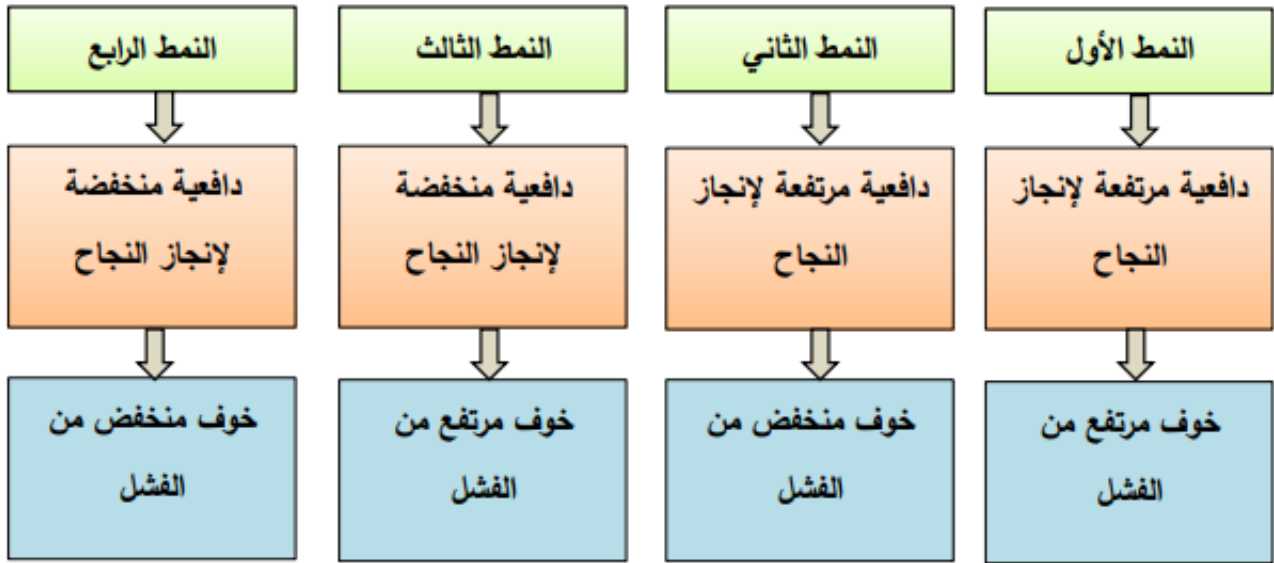 النمط الأول
دافعية مرتفعة لإنجاز
النجاح
خوف مرتفع من
الفشل
النمط الثاني
دافعية مرتفعة لإنجاز
النجاح
خوف منخفض من
الفشل
النمط الثالث
دافعية منخفضة
لإنجاز النجاح
خوف مرتفع من
الفشل
النمط الرابع
دافعية منخفضة
لإنجاز النجاح
خوف منخفض من
الفشل